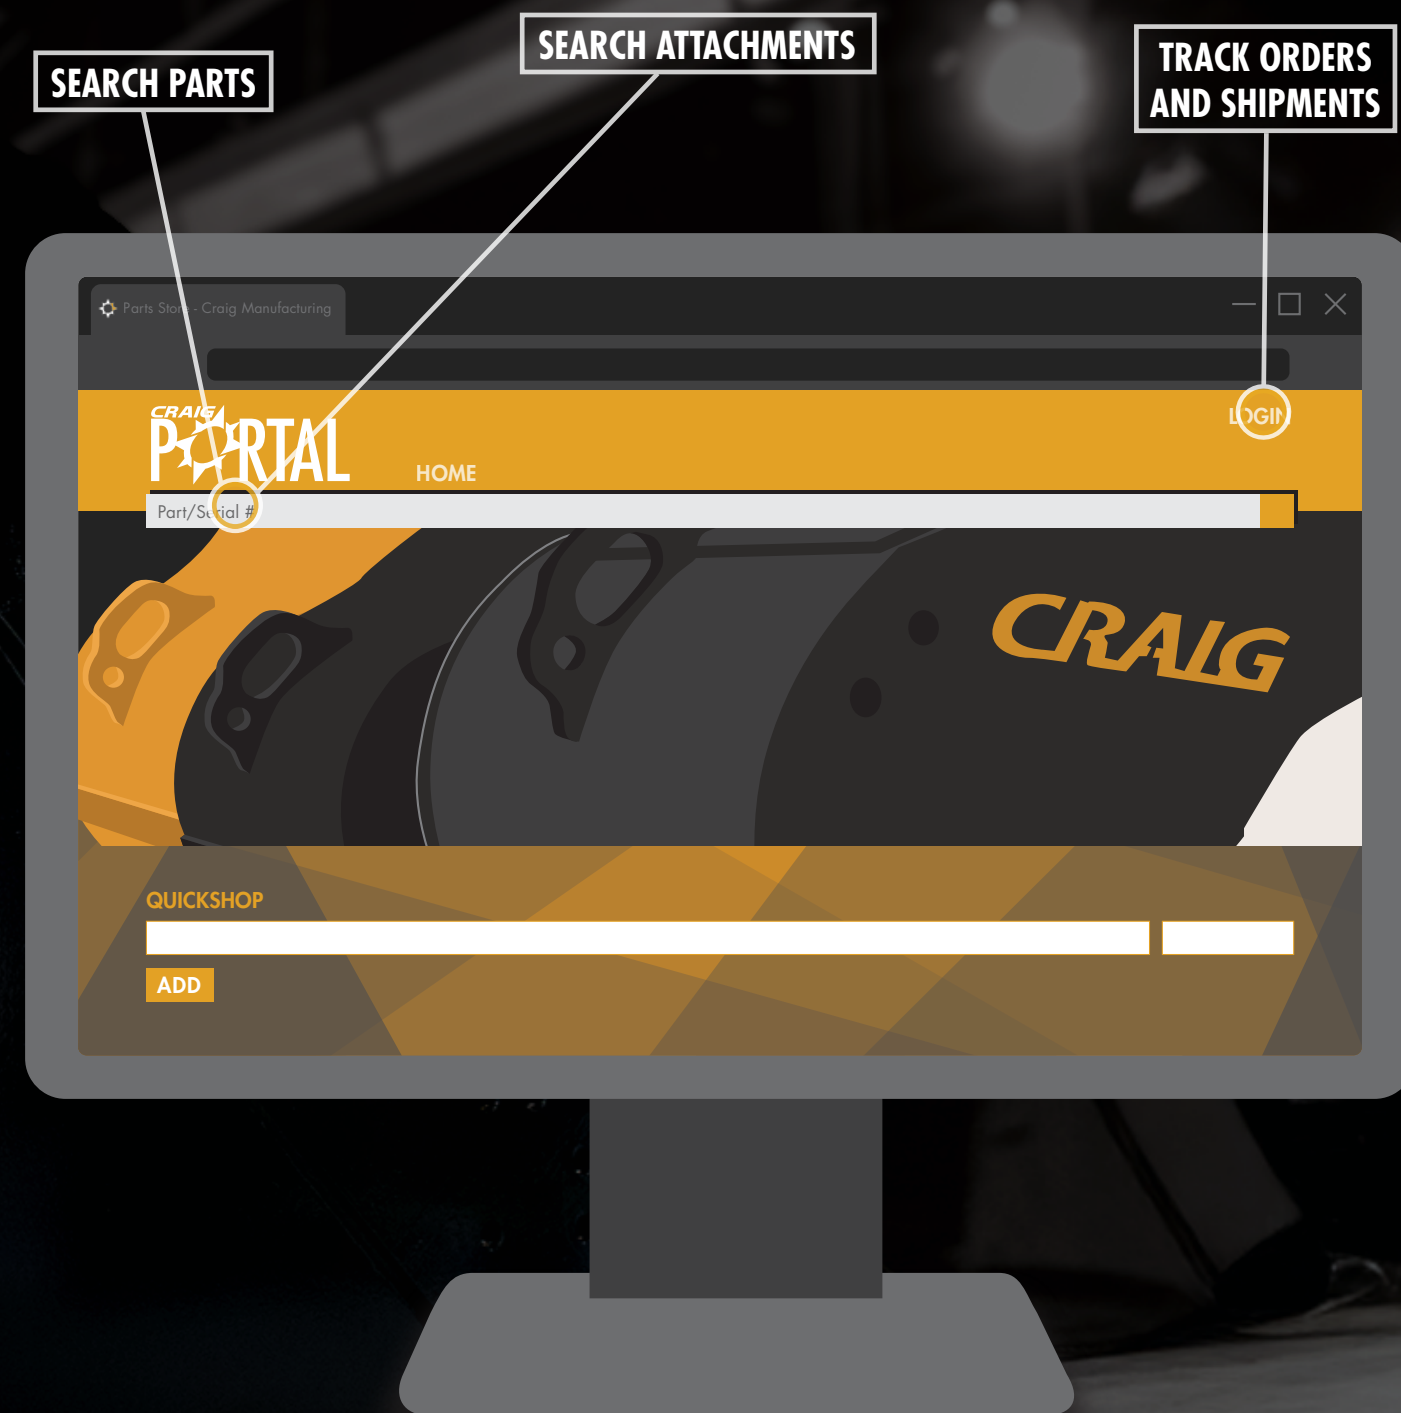 SEARCH PARTS
SEARCH ATTACHMENTS
TRACK ORDERS
AND SHIPMENTS
Parts Store - Craig Manufacturing
CRAIG
PORTAL
HOME
LOGIN
Part/Serial #
CRAIG
QUICKSHOP
ADD